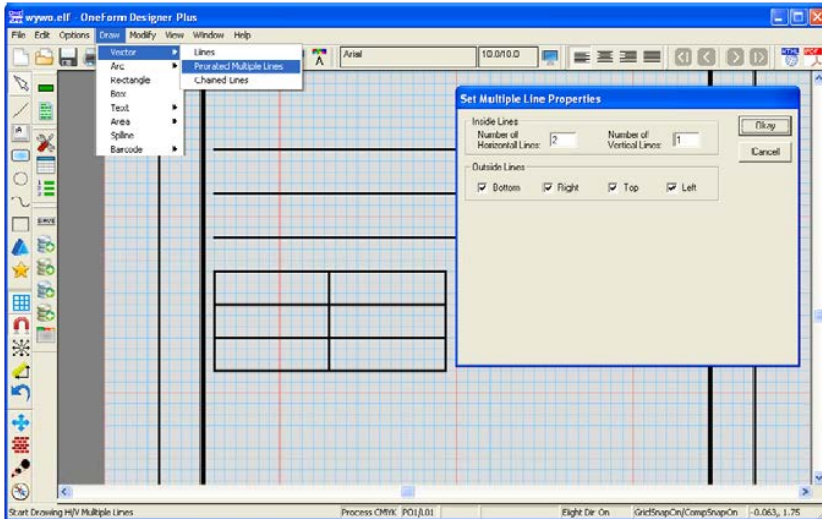 wywo.elf - OneForm Designer Plus
File Edit Options Draw Modify View Window Help
Arial
10.0/10.0
HTML
Vector
Arc
Rectangle
Box
Text
Area
Spline
Barcode
Lines
Prorated Multiple Lines
Chained Lines
Set Multiple Line Properties
Inside Lines
Number of Horizontal Lines: 2
Number of Vertical Lines: 1
Outside Lines
Bottom Right Top Left
Okay
Cancel
Start Drawing H/V Multiple Lines
Process CMYK PO1/L01
Eight Dir On
GridSnapOn/CompSnapOn
-0.063, 1.75